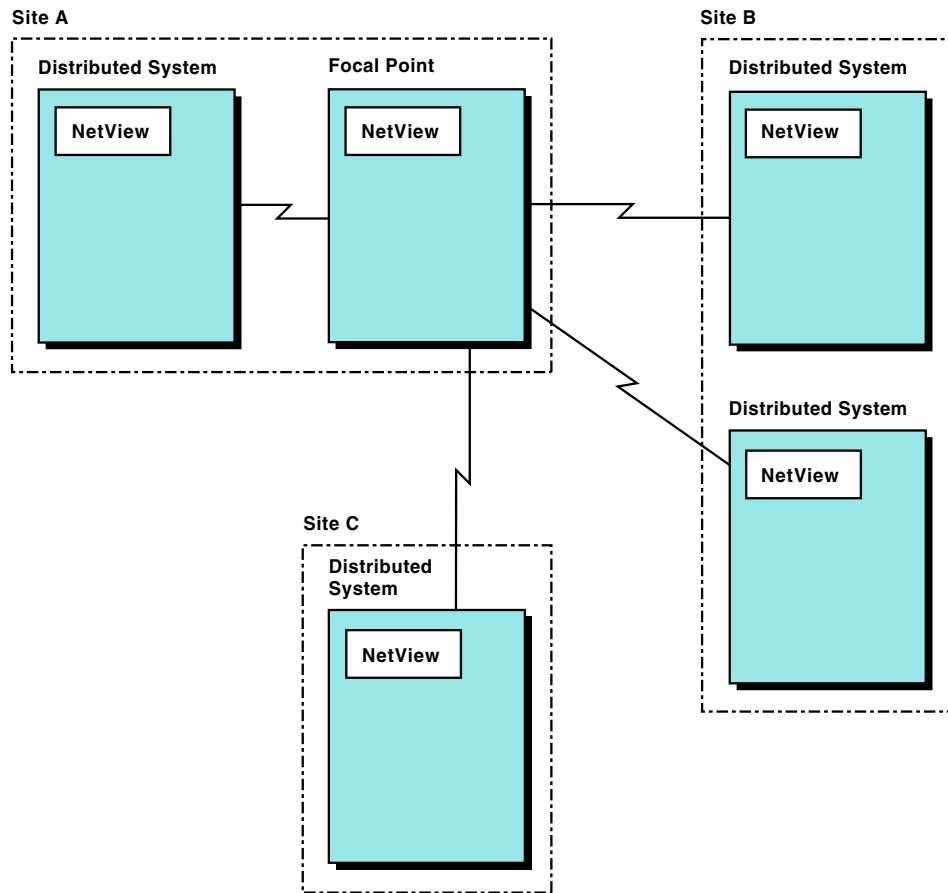 Site A
Distributed System
NetView
Focal Point
NetView
Site B
Distributed System
NetView
Distributed System
NetView
Site C
Distributed
System
NetView